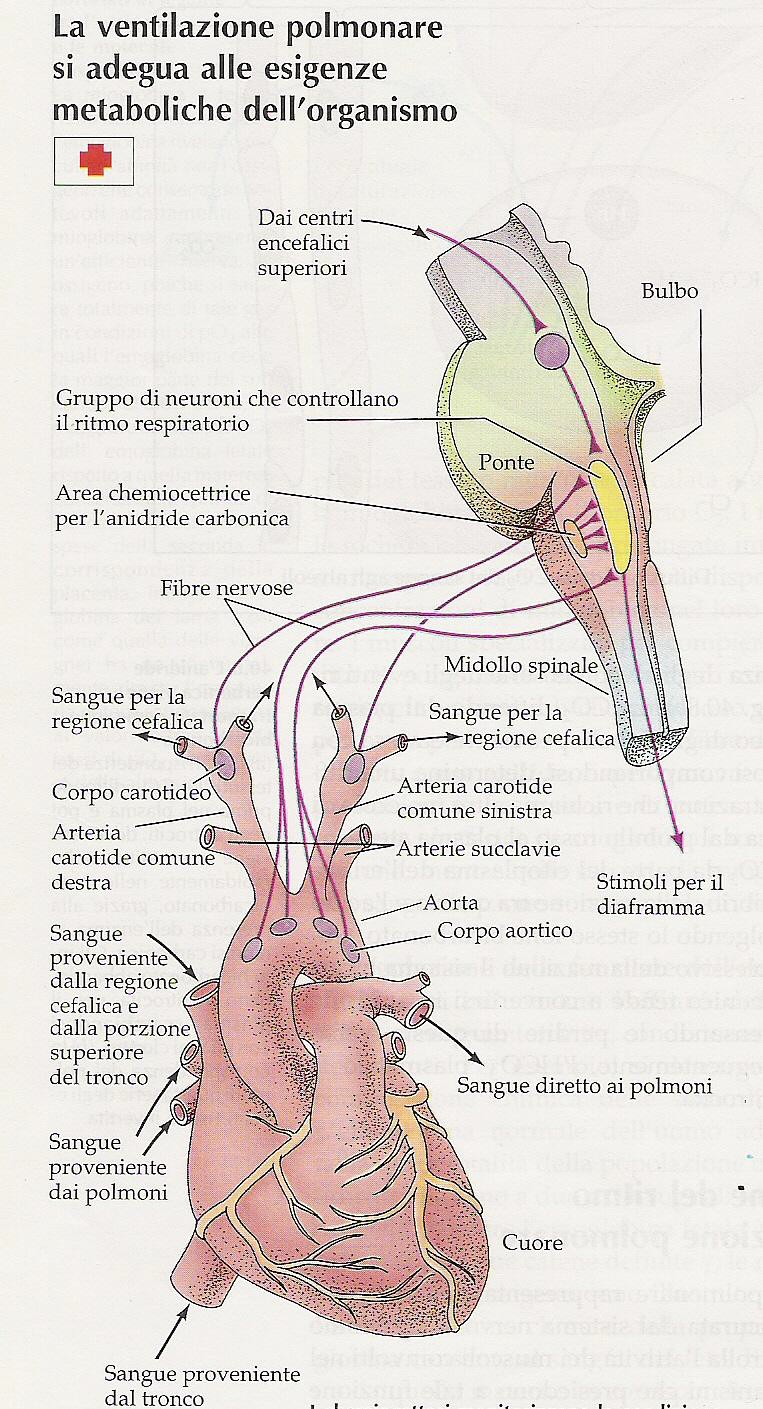 La ventilazione polmonare
si adegua alle esigenze
metaboliche dell'organismo
Dai centri
encefalici
superiori
Bulbo
Gruppo di neuroni che controllano
il ritmo respiratorio
Ponte
Area chemiocettrice
per l'anidride carbonica
Fibre nervose
Midollo spinale
Sangue per la
regione cefalica
Sangue per la
regione cefalica
Corpo carotideo
Arteria carotide
comune sinistra
Arteria
carotide comune
destra
Arterie succlavie
Stimoli per il
diaframma
Aorta
Corpo aortico
Sangue
proveniente
dalla regione
cefalica e
dalla porzione
superiore
del tronco
Sangue diretto ai polmoni
Sangue
proveniente
dai polmoni
Cuore
Sangue proveniente
dal tronco